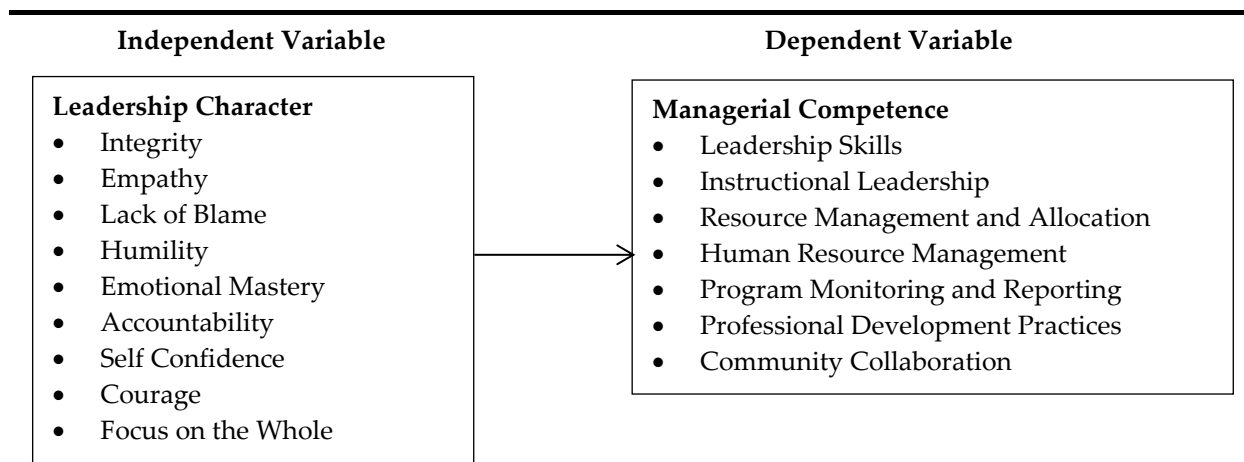 Independent Variable
Dependent Variable
Leadership Character
• Integrity
• Empathy
• Lack of Blame
• Humility
• Emotional Mastery
• Accountability
• Self Confidence
• Courage
• Focus on the Whole
Managerial Competence
• Leadership Skills
• Instructional Leadership
• Resource Management and Allocation
• Human Resource Management
• Program Monitoring and Reporting
• Professional Development Practices
• Community Collaboration